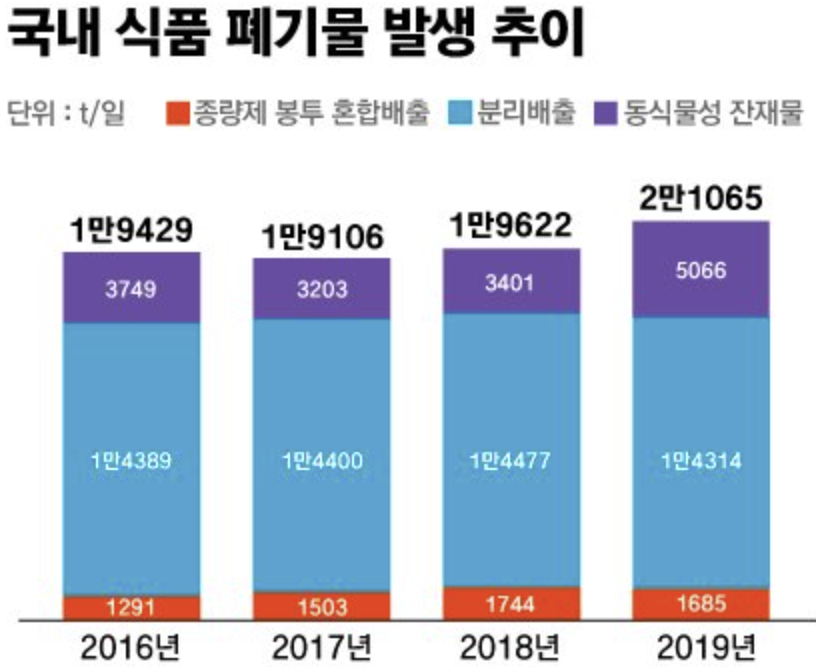 국내 식품 폐기물 발생 추이
단위 : t/일 종량제 봉투 혼합배출 분리배출 동식물성 잔재물
1만9429 1만9106 1만9622 2만1065
3749 3203 3401 5066
1만4389 1만4400 1만4477 1만4314
1291 1503 1744 1685
2016년 2017년 2018년 2019년